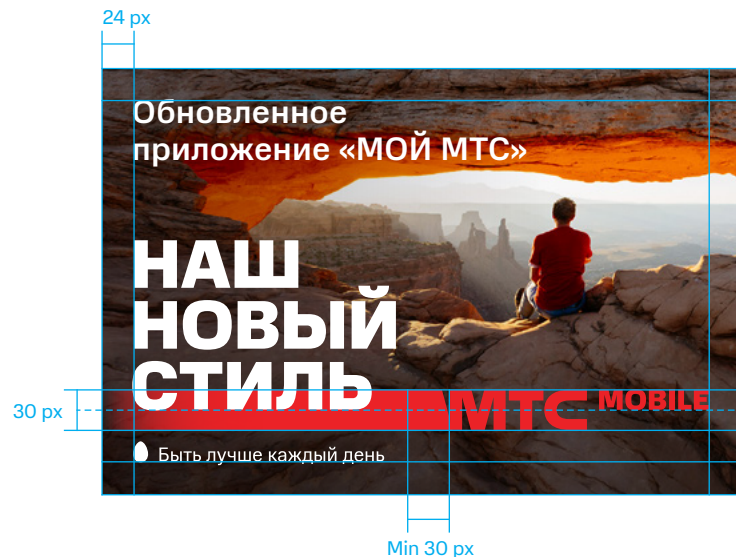 24 px
Обновленное
приложение «МОЙ МТС»
НАШ
НОВЫЙ
СТИЛЬ
30 px
МТС MOBILE
Быть лучше каждый день
Min 30 px